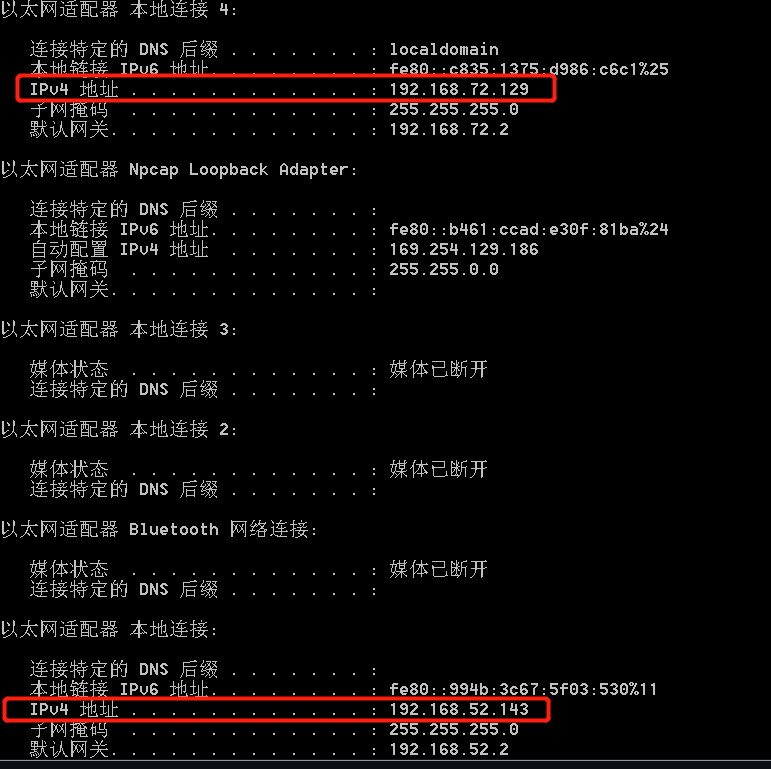 以太网适配器 本地连接 4:
连接特定的 DNS 后缀 . . . . . . . : localdomain
本地链接 IPv6 地址. . . . . . . . : fe80::c835:1375:d986:c6c1%25
IPv4 地址 . . . . . . . . . . . . : 192.168.72.129
子网掩码 . . . . . . . . . . . . : 255.255.255.0
默认网关. . . . . . . . . . . . . : 192.168.72.2
以太网适配器 Npcap Loopback Adapter:
连接特定的 DNS 后缀 . . . . . . . :
本地链接 IPv6 地址. . . . . . . . : fe80::b461:ccad:e30f:81ba%24
自动配置 IPv4 地址 . . . . . . . : 169.254.129.186
子网掩码 . . . . . . . . . . . . : 255.255.0.0
默认网关. . . . . . . . . . . . . :
以太网适配器 本地连接 3:
媒体状态 . . . . . . . . . . . . : 媒体已断开
连接特定的 DNS 后缀 . . . . . . . :
以太网适配器 本地连接 2:
媒体状态 . . . . . . . . . . . . : 媒体已断开
连接特定的 DNS 后缀 . . . . . . . :
以太网适配器 Bluetooth 网络连接:
媒体状态 . . . . . . . . . . . . : 媒体已断开
连接特定的 DNS 后缀 . . . . . . . :
以太网适配器 本地连接:
连接特定的 DNS 后缀 . . . . . . . :
本地链接 IPv6 地址. . . . . . . . : fe80::994b:3c67:5f03:530%11
IPv4 地址 . . . . . . . . . . . . : 192.168.52.143
子网掩码 . . . . . . . . . . . . : 255.255.255.0
默认网关. . . . . . . . . . . . . : 192.168.52.2